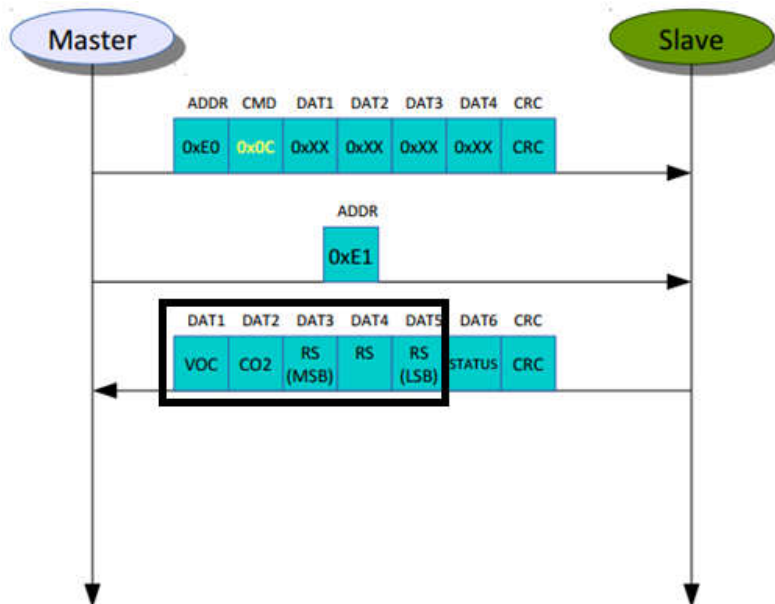 Master Slave
ADDR CMD DAT1 DAT2 DAT3 DAT4 CRC
0xE0 0x0C 0xXX 0xXX 0xXX 0xXX CRC
ADDR
0xE1
DAT1 DAT2 DAT3 DAT4 DAT5 DAT6 CRC
VOC CO2 RS (MSB) RS RS (LSB) STATUS CRC